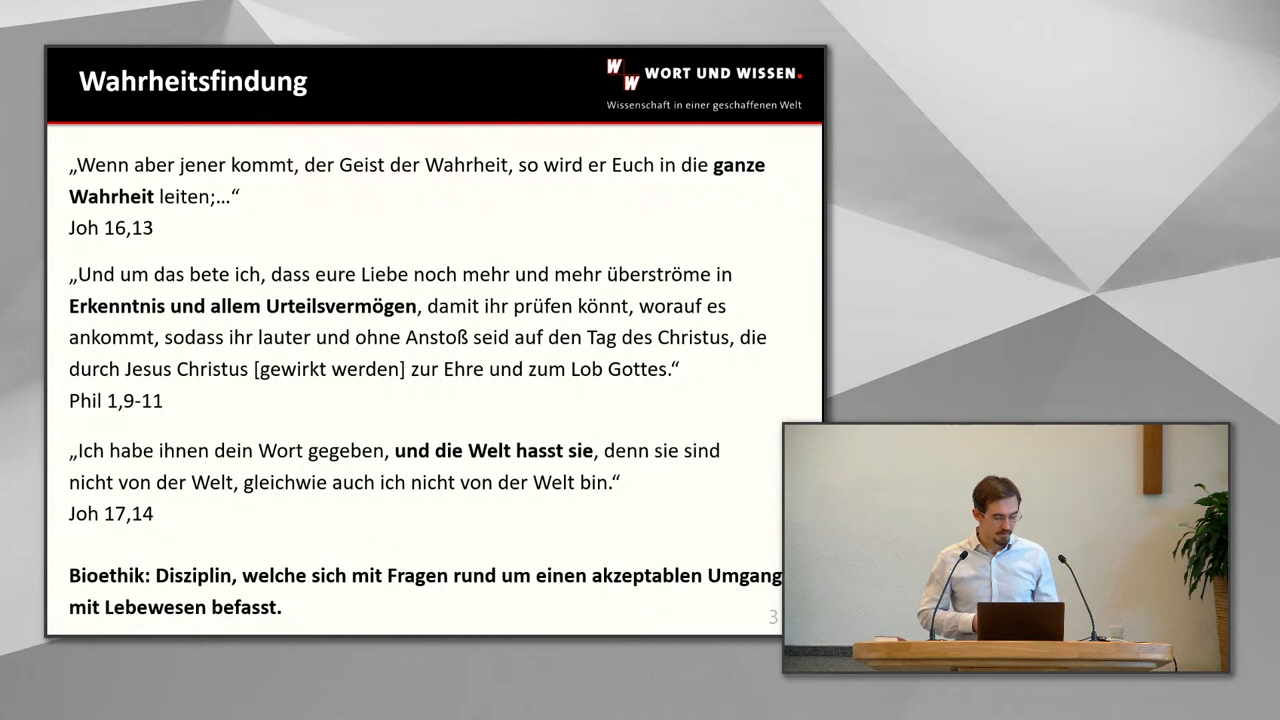 Wahrheitsfindung
W
W
WORT UND WISSEN.
Wissenschaft in einer geschaffenen Welt
„Wenn aber jener kommt, der Geist der Wahrheit, so wird er Euch in die ganze
Wahrheit leiten;...“
Joh 16,13
„Und um das bete ich, dass eure Liebe noch mehr und mehr überströme in
Erkenntnis und allem Urteilsvermögen, damit ihr prüfen könnt, worauf es
ankommt, sodass ihr lauter und ohne Anstoß seid auf den Tag des Christus, die
durch Jesus Christus [gewirkt werden] zur Ehre und zum Lob Gottes.“
Phil 1,9-11
„Ich habe ihnen dein Wort gegeben, und die Welt hasst sie, denn sie sind
nicht von der Welt, gleichwie auch ich nicht von der Welt bin.“
Joh 17,14
Bioethik: Disziplin, welche sich mit Fragen rund um einen akzeptablen Umgang
mit Lebewesen befasst.
3